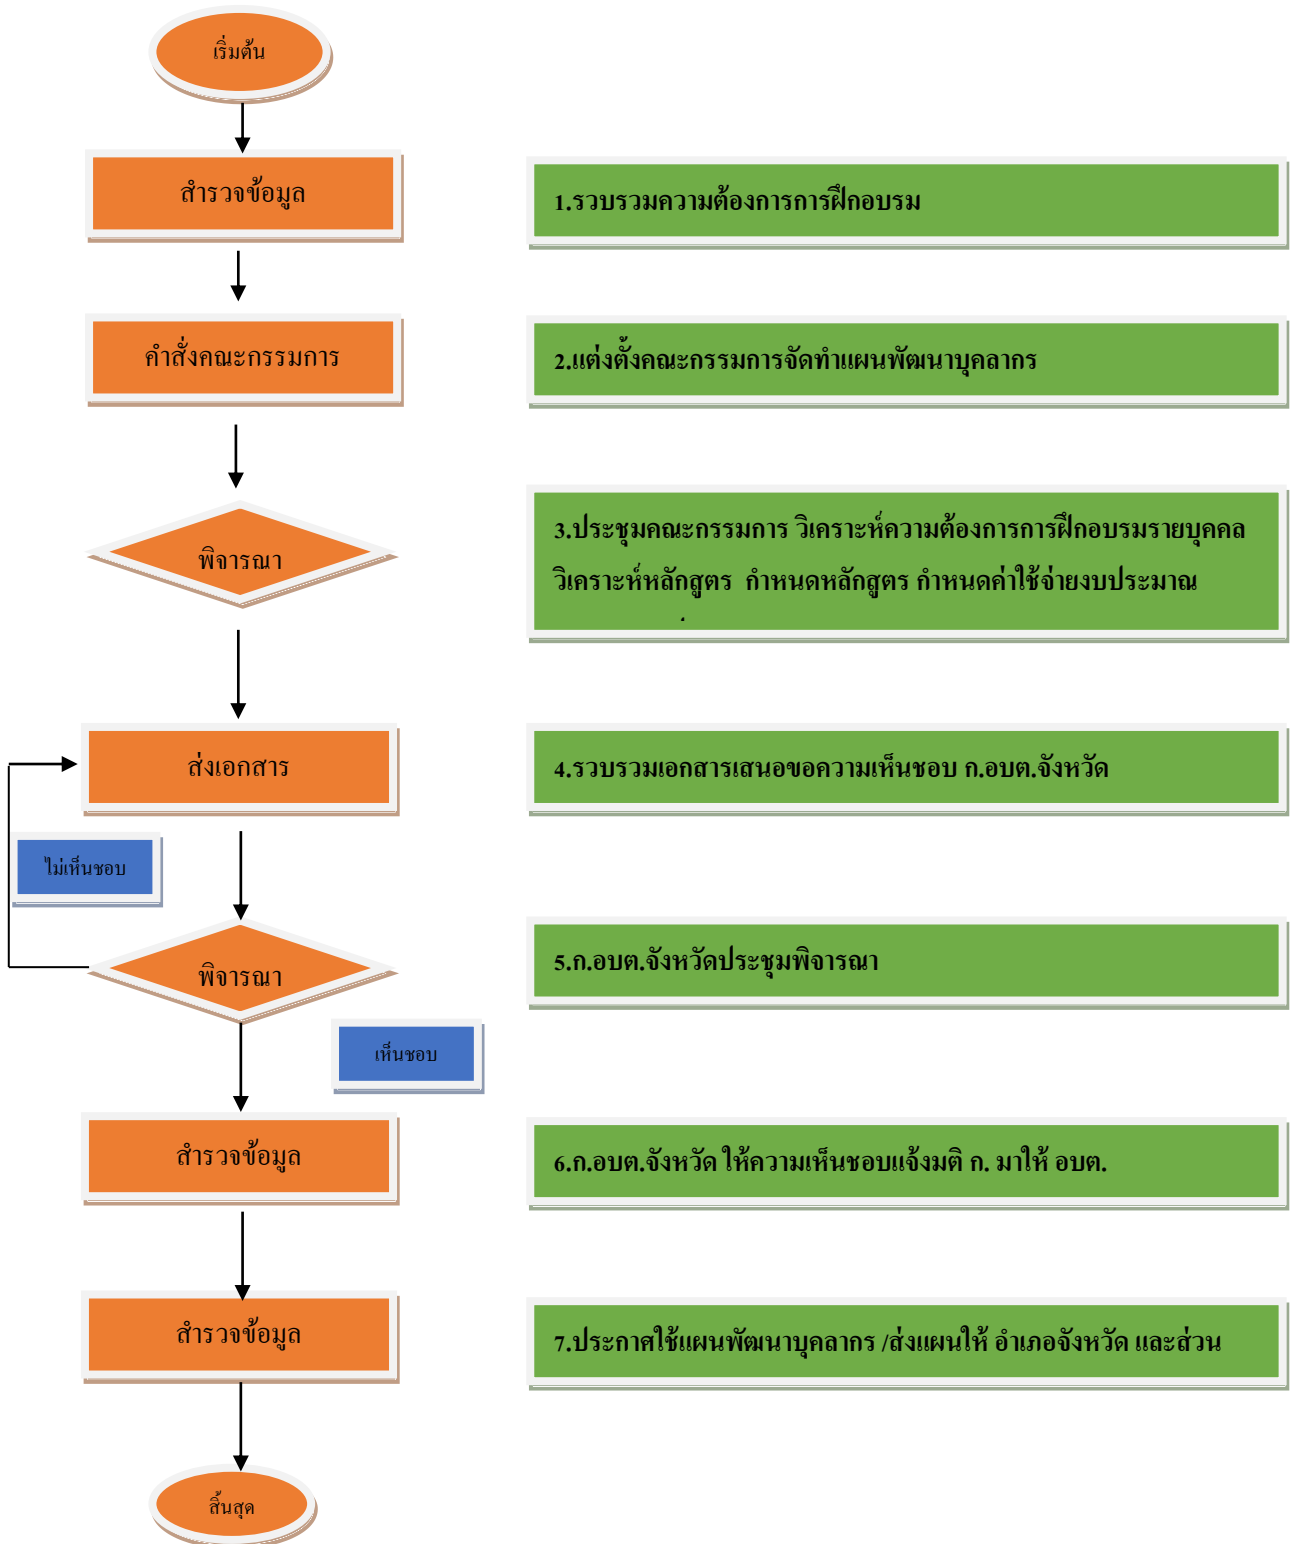 เริ่มต้น
สำรวจข้อมูล
1.รวบรวมความต้องการการฝึกอบรม
คำสั่งคณะกรรมการ
2.แต่งตั้งคณะกรรมการจัดทำแผนพัฒนาบุคลากร
พิจารณา
3.ประชุมคณะกรรมการ วิเคราะห์ความต้องการการฝึกอบรมรายบุคคล
วิเคราะห์หลักสูตร กำหนดหลักสูตร กำหนดค่าใช้จ่ายงบประมาณ
ส่งเอกสาร
4.รวบรวมเอกสารเสนอขอความเห็นชอบ ก.อบต.จังหวัด
ไม่เห็นชอบ
พิจารณา
5.ก.อบต.จังหวัดประชุมพิจารณา
เห็นชอบ
สำรวจข้อมูล
6.ก.อบต.จังหวัด ให้ความเห็นชอบแจ้งมติ ก. มาให้ อบต.
สำรวจข้อมูล
7.ประกาศใช้แผนพัฒนาบุคลากร /ส่งแผนให้ อำเภอจังหวัด และส่วน
สิ้นสุด